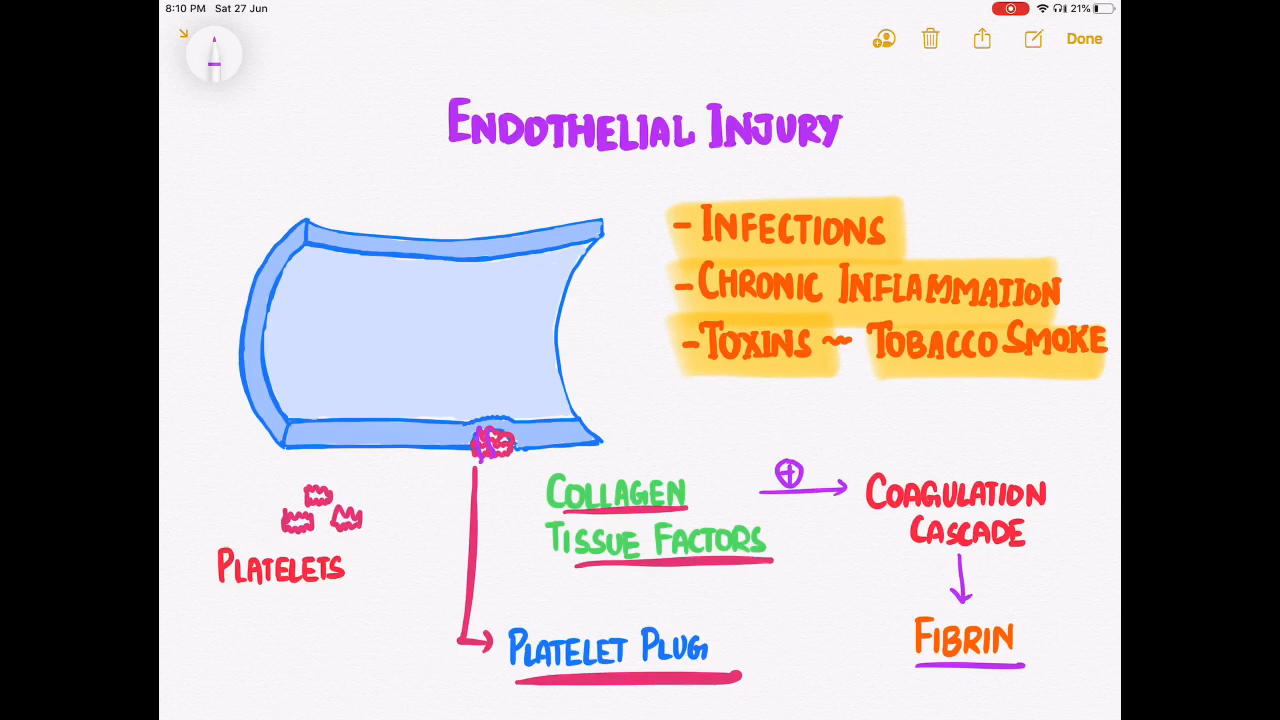 8:10 PM Sat 27 Jun
21%
Done
ENDOTHELIAL INJURY
- INFECTIONS
- CHRONIC INFLAMMATION
- TOXINS ~ TOBACCO SMOKE
COLLAGEN
TISSUE FACTORS
+
COAGULATION
CASCADE
PLATELETS
FIBRIN
PLATELET PLUG